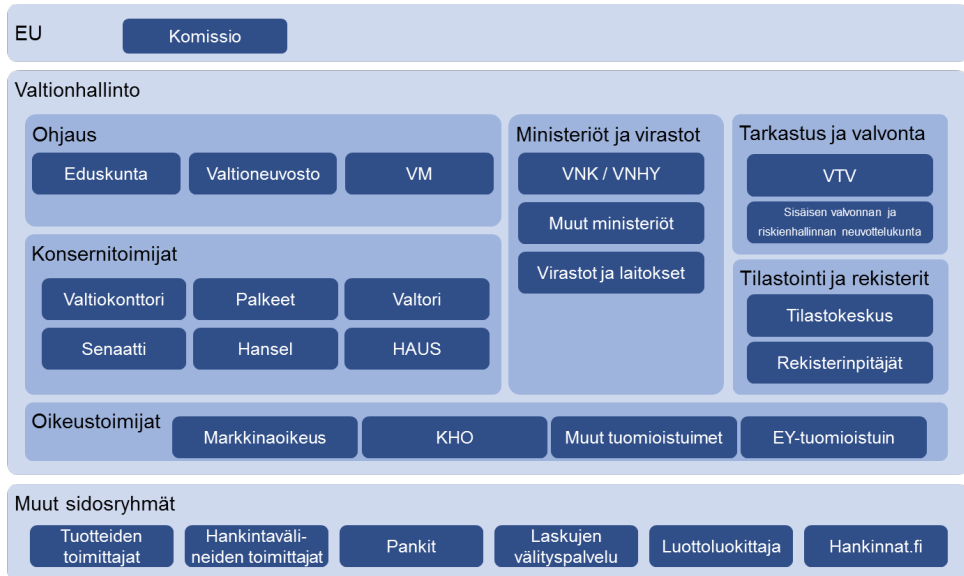 EU
Komissio
Valtionhallinto
Ohjaus
Eduskunta
Valtioneuvosto
VM
Konsernitoimijat
Valtiokonttori
Palkeet
Valtori
Senaatti
Hansel
HAUS
Ministeriöt ja virastot
VNK / VNHY
Muut ministeriöt
Virastot ja laitokset
Tarkastus ja valvonta
VTV
Sisäisen valvonnan ja
riskienhallinnan neuvottelukunta
Tilastointi ja rekisterit
Tilastokeskus
Rekisterinpitäjät
Oikeustoimijat
Markkinaoikeus
KHO
Muut tuomioistuimet
EY-tuomioistuin
Muut sidosryhmät
Tuotteiden
toimittajat
Hankintaväli-
neiden toimittajat
Pankit
Laskujen
välityspalvelu
Luottoluokittaja
Hankinnat.fi